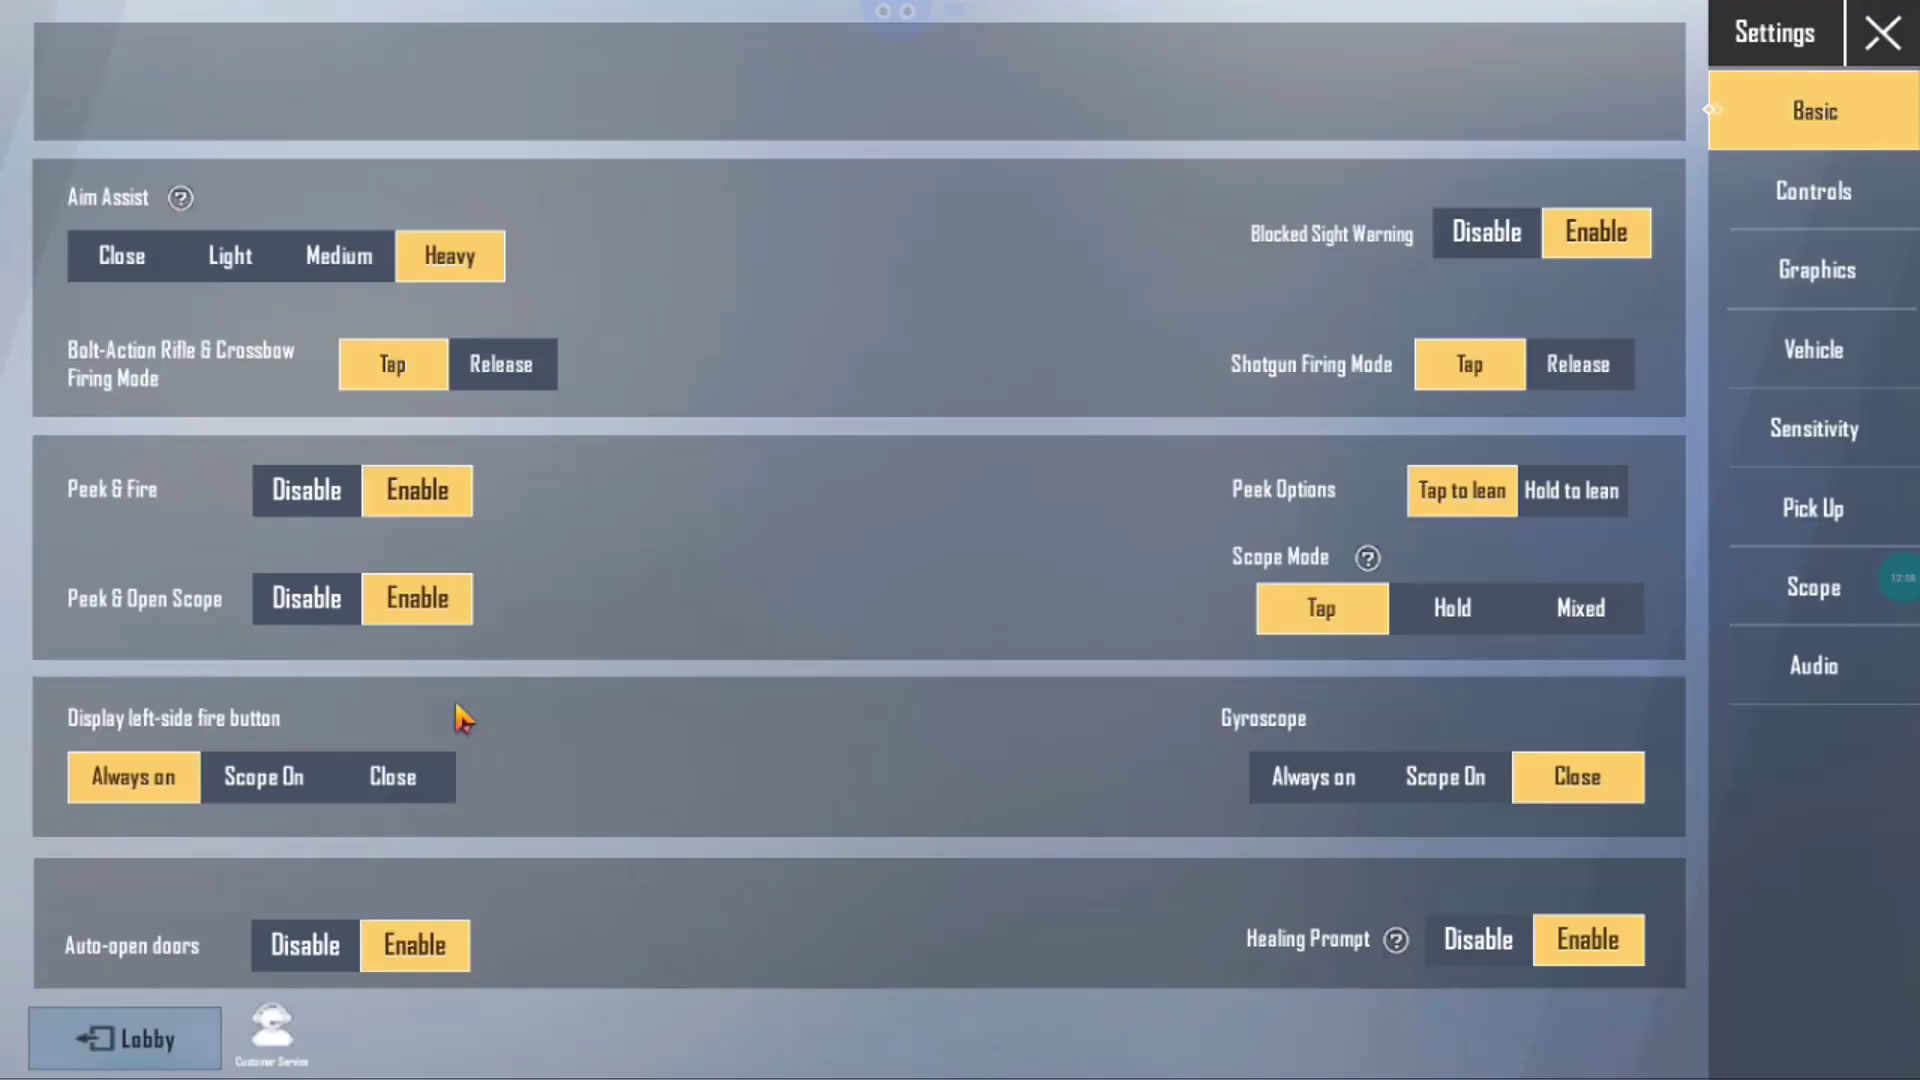 Settings
Basic
Aim Assist ?
Close Light Medium Heavy
Blocked Sight Warning Disable Enable
Bolt-Action Rifle & Crossbow
Firing Mode
Tap Release
Shotgun Firing Mode Tap Release
Peek & Fire Disable Enable
Peek Options Tap to lean Hold to lean
Peek & Open Scope Disable Enable
Scope Mode ?
Tap Hold Mixed
Display left-side fire button
Always on Scope On Close
Gyroscope
Always on Scope On Close
Auto-open doors Disable Enable
Healing Prompt ? Disable Enable
Lobby
Customer Service
Controls
Graphics
Vehicle
Sensitivity
Pick Up
Scope
12:58
Audio